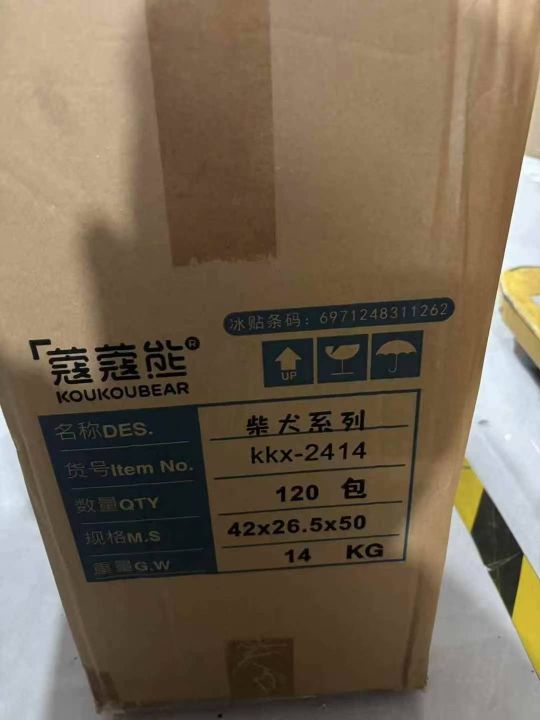 冰贴条码：6971248311262
「蔻蔻熊®
KOUKOUBEAR
UP
名称DES. 柴犬系列
货号Item No. kkx-2414
数量QTY 120 包
规格M.S 42x26.5x50
重量G.W 14 KG